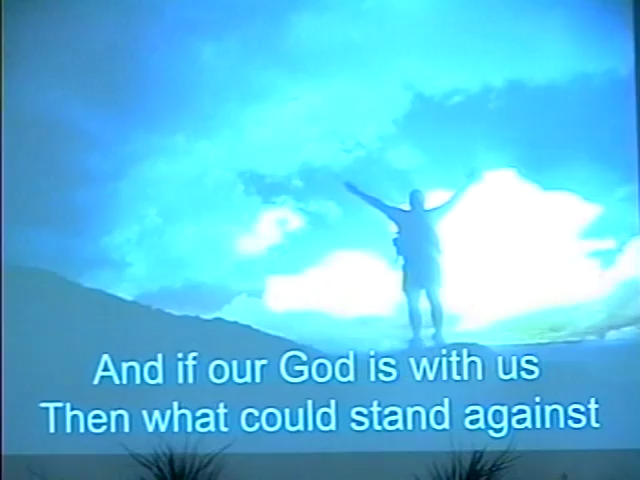 And if our God is with us
Then what could stand against